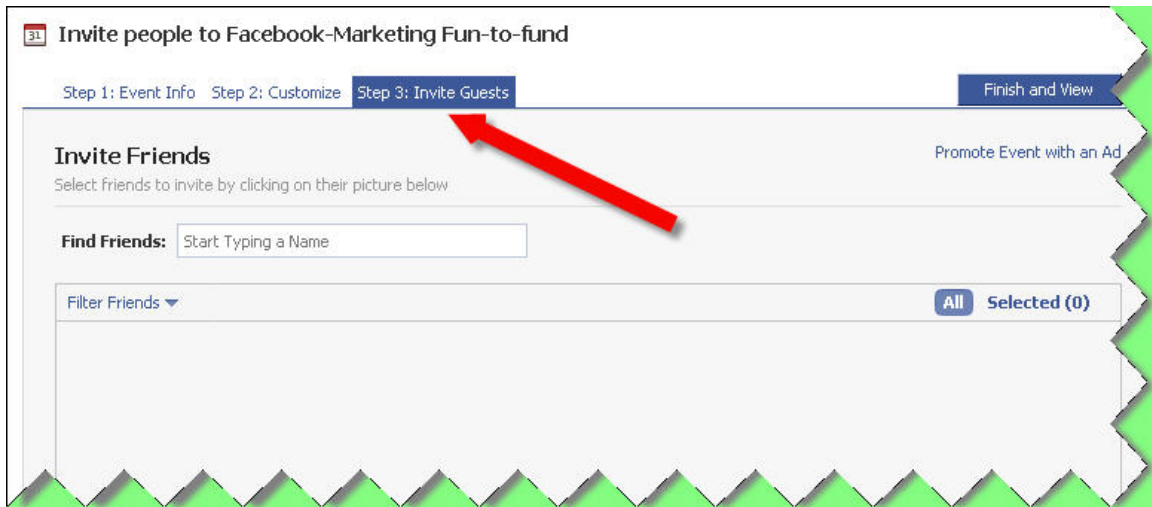 31 Invite people to Facebook-Marketing Fun-to-fund
Step 1: Event Info Step 2: Customize Step 3: Invite Guests Finish and View
Invite Friends Promote Event with an Ad
Select friends to invite by clicking on their picture below
Find Friends: Start Typing a Name
Filter Friends All Selected (0)